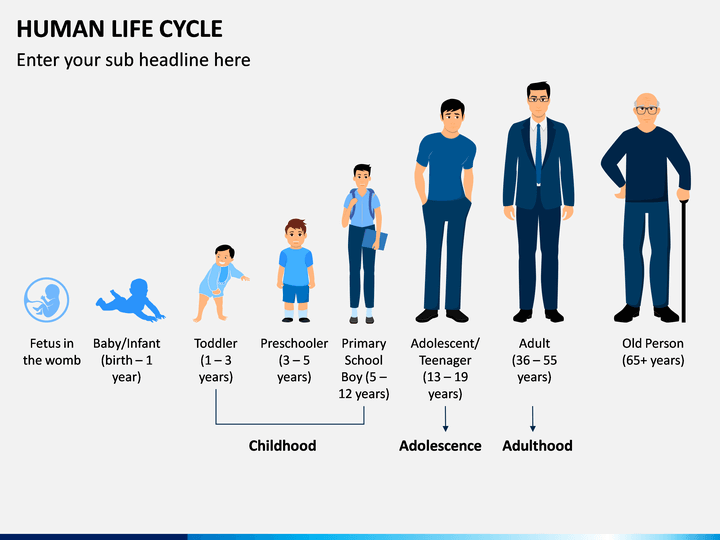 HUMAN LIFE CYCLE
Enter your sub headline here
Fetus in
the womb
Baby/Infant
(birth – 1
year)
Toddler
(1 – 3
years)
Preschooler
(3 – 5
years)
Primary
School
Boy (5 –
12 years)
Adolescent/
Teenager
(13 – 19
years)
Adult
(36 – 55
years)
Old Person
(65+ years)
Childhood
Adolescence
Adulthood